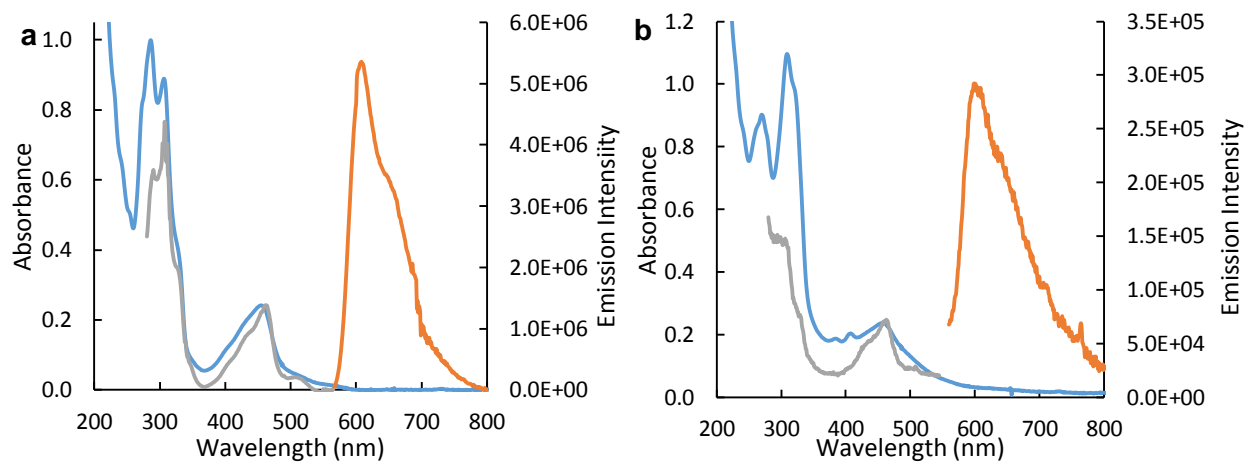 a
Absorbance
1.0
0.8
0.6
0.4
0.2
0.0
200 300 400 500 600 700 800
Wavelength (nm)
6.0E+06
5.0E+06
4.0E+06
3.0E+06
2.0E+06
1.0E+06
0.0E+00
Emission Intensiity
b
Absorbance
1.2
1.0
0.8
0.6
0.4
0.2
0.0
200 300 400 500 600 700 800
Wavelength (nm)
3.5E+05
3.0E+05
2.5E+05
2.0E+05
1.5E+05
1.0E+05
5.0E+04
0.0E+00
Emission Intensity